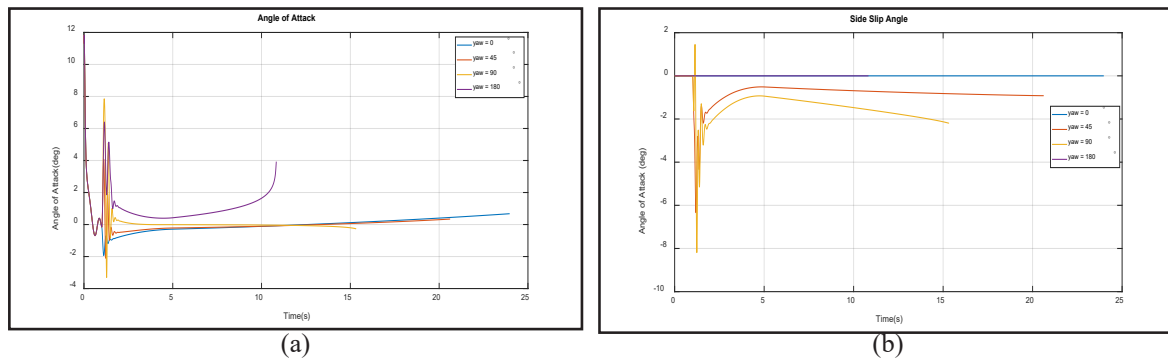 Angle of Attack
12
10
8
6
4
2
0
-2
-4
Angle of Attack(deg)
0
5
10
15
20
25
Time(s)
yaw = 0
yaw = 45
yaw = 90
yaw = 180
(a)
Side Slip Angle
2
0
-2
-4
-6
-8
-10
Angle of Attack (deg)
0
5
10
15
20
25
Time(s)
yaw = 0
yaw = 45
yaw = 90
yaw = 180
(b)